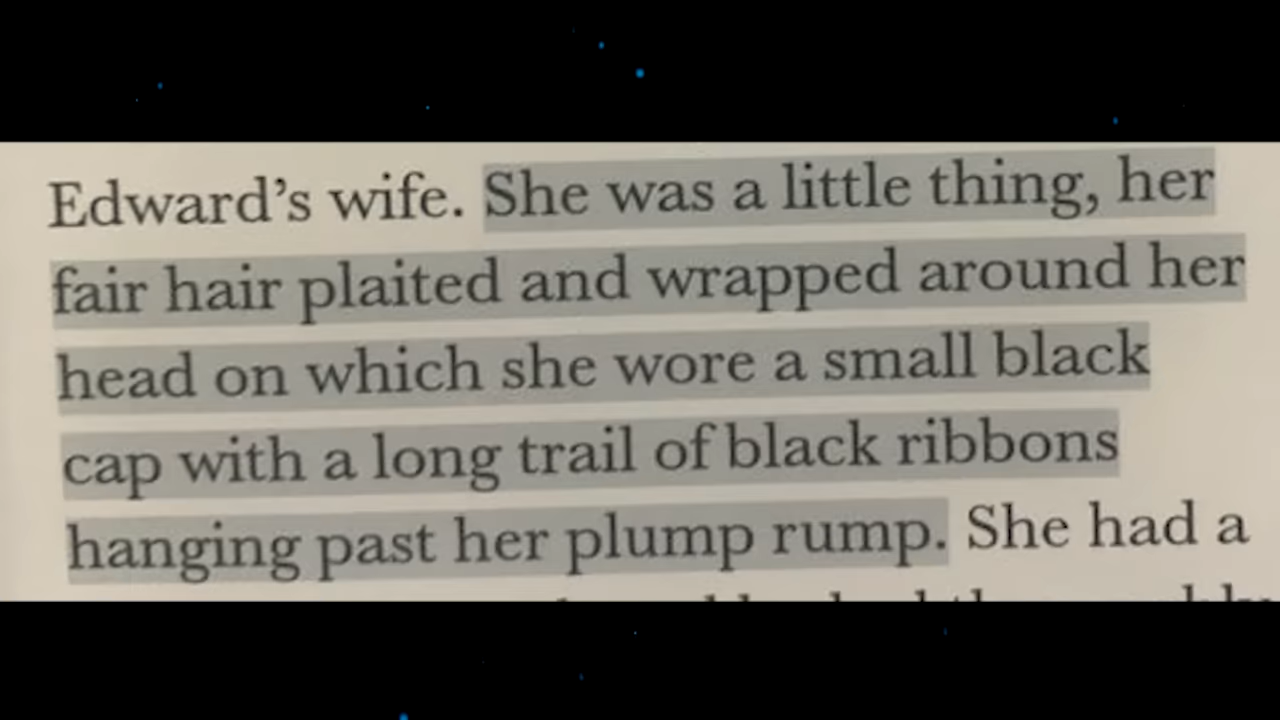 Edward’s wife. She was a little thing, her
fair hair plaited and wrapped around her
head on which she wore a small black
cap with a long trail of black ribbons
hanging past her plump rump. She had a